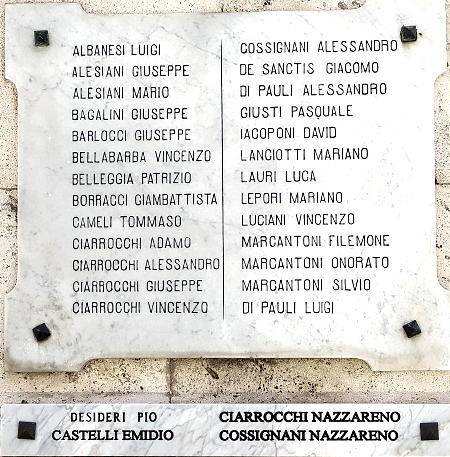 ALBANESI LUIGI
ALESIANI GIUSEPPE
ALESIANI MARIO
BAGALINI GIUSEPPE
BARLOCCI GIUSEPPE
BELLABARBA VINCENZO
BELLEGGIA PATRIZIO
BORRACCI GIAMBATTISTA
CAMELI TOMMASO
CIARROCCHI ADAMO
CIARROCCHI ALESSANDRO
CIARROCCHI GIUSEPPE
CIARROCCHI VINCENZO
COSSIGNANI ALESSANDRO
DE SANCTIS GIACOMO
DI PAULI ALESSANDRO
GIUSTI PASQUALE
IACOPONI DAVID
LANCIOTTI MARIANO
LAURI LUCA
LEPORI MARIANO
LUCIANI VINCENZO
MARCANTONI FILEMONE
MARCANTONI ONORATO
MARCANTONI SILVIO
DI PAULI LUIGI
DESIDERI PIO
CASTELLI EMIDIO
CIARROCCHI NAZZARENO
COSSIGNANI NAZZARENO